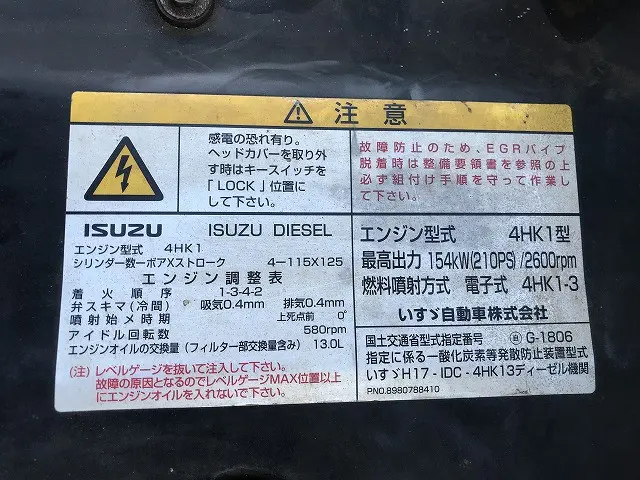 注意
感電の恐れ有り。
ヘッドカバーを取り外
す時はキースイッチを
「LOCK」位置に
して下さい。
故障防止のため、EGRパイプ
脱着時は整備要領書を参照の上
必ず組付け手順を守って作業し
て下さい。
ISUZU ISUZU DIESEL
エンジン型式 4HK1
シリンダー数ーボアXストローク 4-115X125
エンジン調整表
着火順序 1-3-4-2
弁スキマ(冷間) 吸気0.4mm 排気0.4mm
噴射始メ時期 上死点前 0°
アイドル回転数 580rpm
エンジンオイルの交換量(フィルター部交換量含み) 13.0L
(注)レベルゲージを抜いて注入して下さい。
故障の原因となるのでレベルゲージMAX位置以上
にエンジンオイルを入れないで下さい。
エンジン型式 4HK1型
最高出力 154kW(210PS)/2600rpm
燃料噴射方式 電子式 4HK1-3
いすゞ自動車株式会社
国土交通省型式指定番号 自 G-1806
指定に係る一酸化炭素等発散防止装置型式
いすゞH17-IDC-4HK13ディーゼル機関
PNO.8980788410